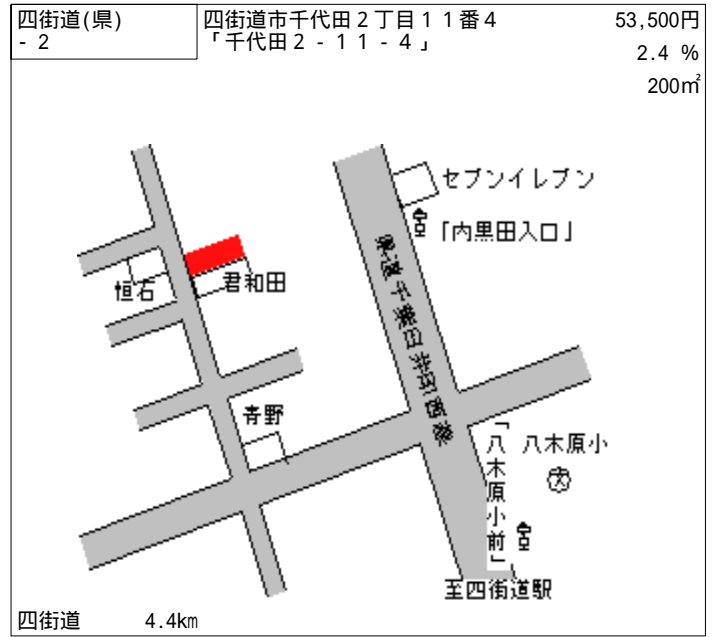 四街道(県)
- 2
四街道市千代田２丁目１１番４
「千代田２-１１-４」
53,500円
2.4 %
200㎡
セブンイレブン
「内黒田入口」
恒石
君和田
県道千葉臼井印西線
青野
「八木原小前」
八木原小
文
至四街道駅
四街道 4.4km